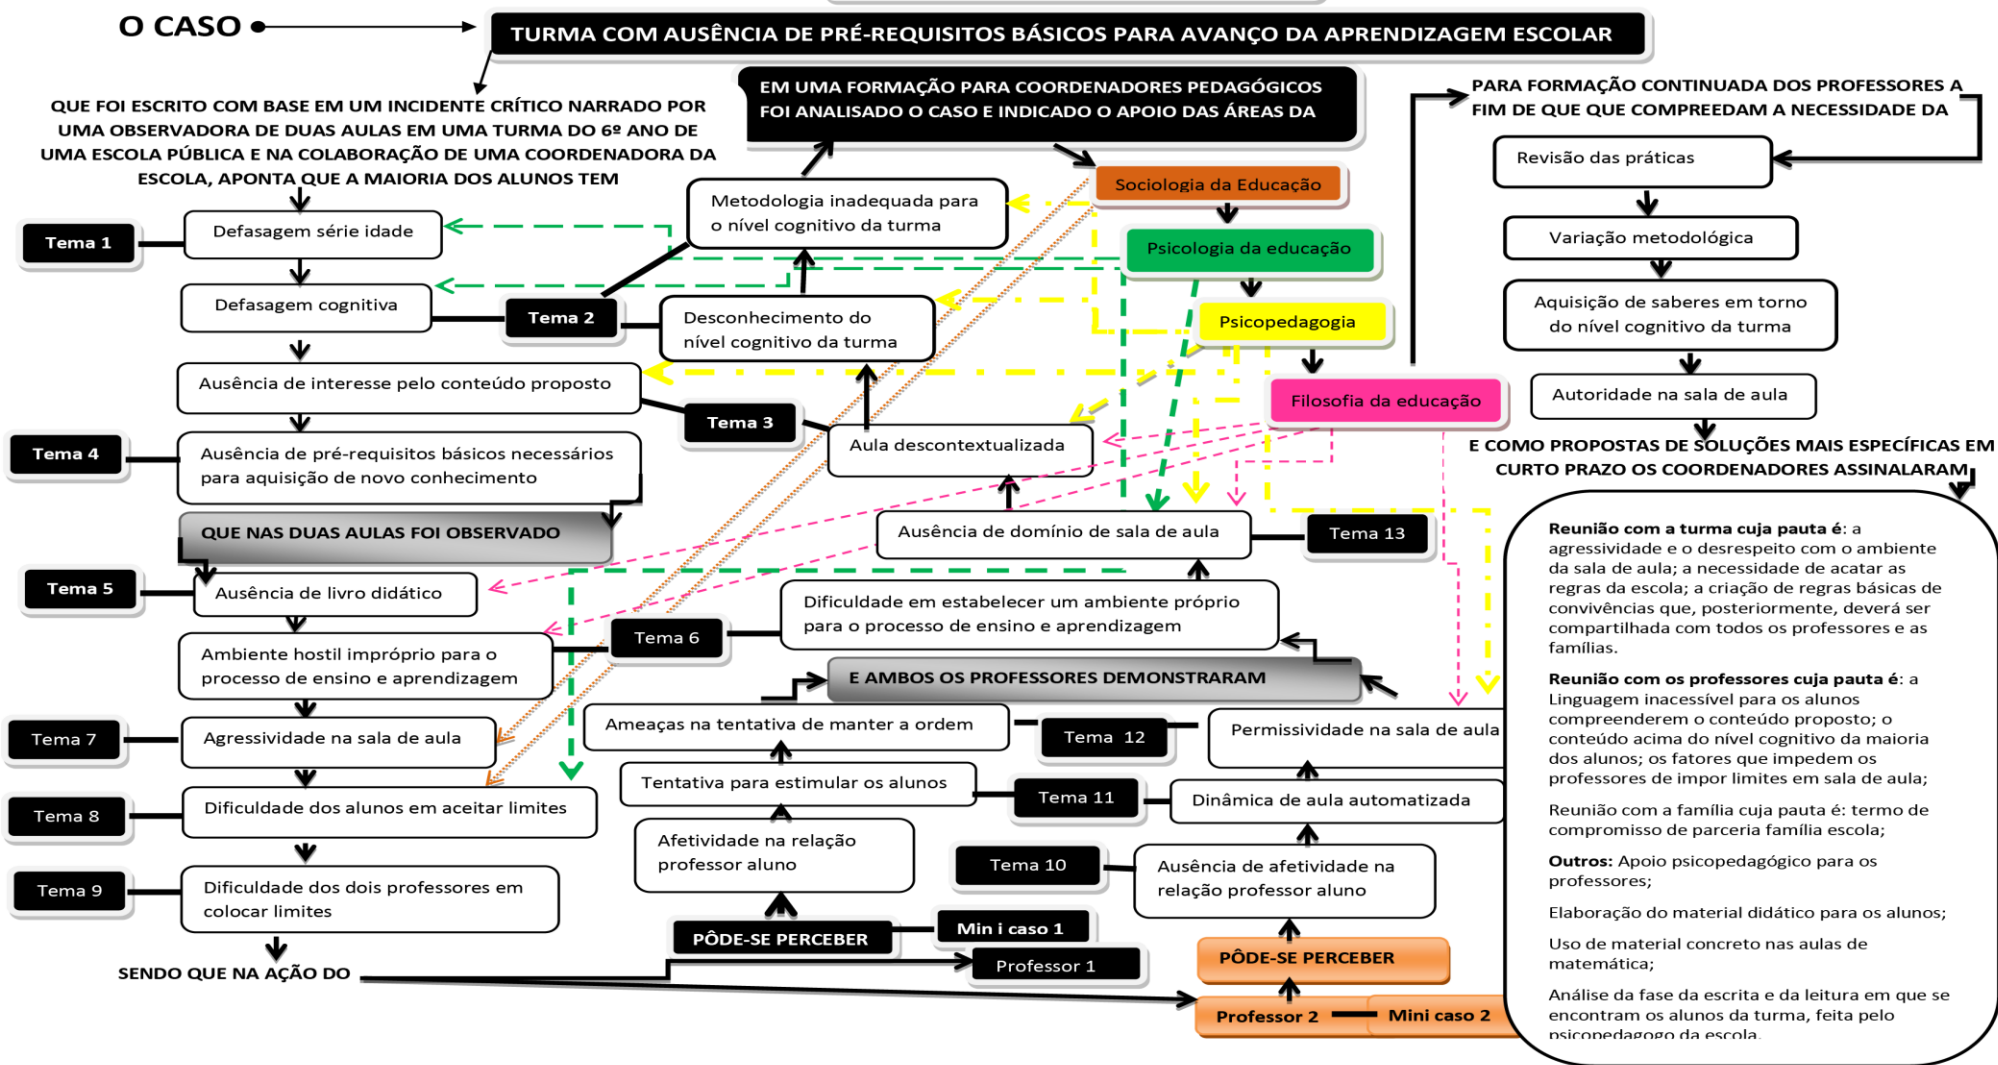 O CASO
TURMA COM AUSÊNCIA DE PRÉ-REQUISITOS BÁSICOS PARA AVANÇO DA APRENDIZAGEM ESCOLAR
QUE FOI ESCRITO COM BASE EM UM INCIDENTE CRÍTICO NARRADO POR
UMA OBSERVADORA DE DUAS AULAS EM UMA TURMA DO 6º ANO DE
UMA ESCOLA PÚBLICA E NA COLABORAÇÃO DE UMA COORDENADORA DA
ESCOLA, APONTA QUE A MAIORIA DOS ALUNOS TEM
Tema 1
Defasagem série idade
Defasagem cognitiva
Tema 2
Ausência de interesse pelo conteúdo proposto
Tema 3
Tema 4
Ausência de pré-requisitos básicos necessários
para aquisição de novo conhecimento
QUE NAS DUAS AULAS FOI OBSERVADO
Tema 5
Ausência de livro didático
Ambiente hostil impróprio para o
processo de ensino e aprendizagem
Tema 6
Tema 7
Agressividade na sala de aula
Tema 8
Dificuldade dos alunos em aceitar limites
Tema 9
Dificuldade dos dois professores em
colocar limites
SENDO QUE NA AÇÃO DO
Professor 1
Min i caso 1
PÔDE-SE PERCEBER
Afetividade na relação
professor aluno
Tentativa para estimular os alunos
Ameaças na tentativa de manter a ordem
Professor 2
Mini caso 2
PÔDE-SE PERCEBER
Tema 10
Ausência de afetividade na
relação professor aluno
Tema 11
Dinâmica de aula automatizada
Tema 12
Permissividade na sala de aula
E AMBOS OS PROFESSORES DEMONSTRARAM
Dificuldade em estabelecer um ambiente próprio
para o processo de ensino e aprendizagem
Ausência de domínio de sala de aula
Tema 13
Aula descontextualizada
Desconhecimento do
nível cognitivo da turma
Metodologia inadequada para
o nível cognitivo da turma
EM UMA FORMAÇÃO PARA COORDENADORES PEDAGÓGICOS
FOI ANALISADO O CASO E INDICADO O APOIO DAS ÁREAS DA
Sociologia da Educação
Psicologia da educação
Psicopedagogia
Filosofia da educação
PARA FORMAÇÃO CONTINUADA DOS PROFESSORES A
FIM DE QUE QUE COMPREEDAM A NECESSIDADE DA
Revisão das práticas
Variação metodológica
Aquisição de saberes em torno
do nível cognitivo da turma
Autoridade na sala de aula
E COMO PROPOSTAS DE SOLUÇÕES MAIS ESPECÍFICAS EM
CURTO PRAZO OS COORDENADORES ASSINALARAM
Reunião com a turma cuja pauta é: a
agressividade e o desrespeito com o ambiente
da sala de aula; a necessidade de acatar as
regras da escola; a criação de regras básicas de
convivências que, posteriormente, deverá ser
compartilhada com todos os professores e as
famílias.
Reunião com os professores cuja pauta é: a
Linguagem inacessível para os alunos
compreenderem o conteúdo proposto; o
conteúdo acima do nível cognitivo da maioria
dos alunos; os fatores que impedem os
professores de impor limites em sala de aula;
Reunião com a família cuja pauta é: termo de
compromisso de parceria família escola;
Outros: Apoio psicopedagógico para os
professores;
Elaboração do material didático para os alunos;
Uso de material concreto nas aulas de
matemática;
Análise da fase da escrita e da leitura em que se
encontram os alunos da turma, feita pelo
psicopedagogo da escola.